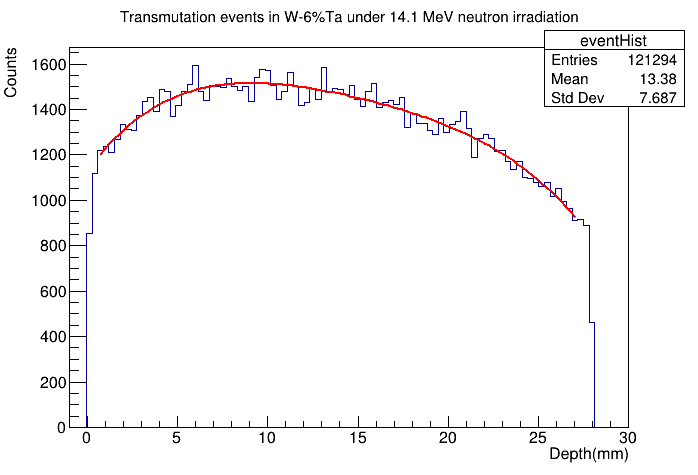 Transmutation events in W-6%Ta under 14.1 MeV neutron irradiation
eventHist
Entries 121294
Mean 13.38
Std Dev 7.687
Counts
1600
1400
1200
1000
800
600
400
200
0
0 5 10 15 20 25 30
Depth(mm)